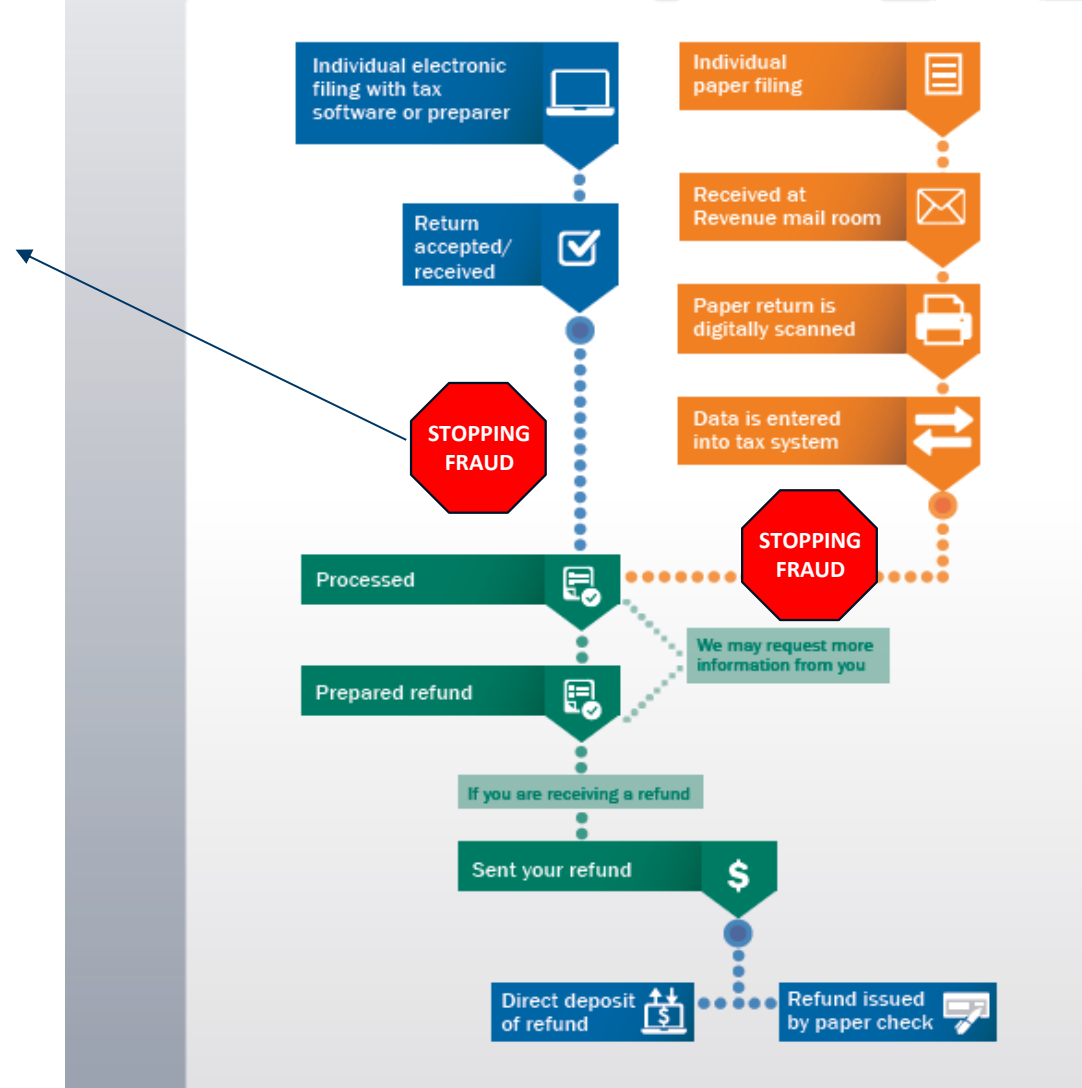 Individual electronic
filing with tax
software or preparer
Individual
paper filing
Received at
Revenue mail room
Return
accepted/
received
Paper return is
digitally scanned
STOPPING
FRAUD
Data is entered
into tax system
STOPPING
FRAUD
Processed
We may request more
information from you
Prepared refund
If you are receiving a refund
Sent your refund
$
Direct deposit
of refund
$
Refund issued
by paper check